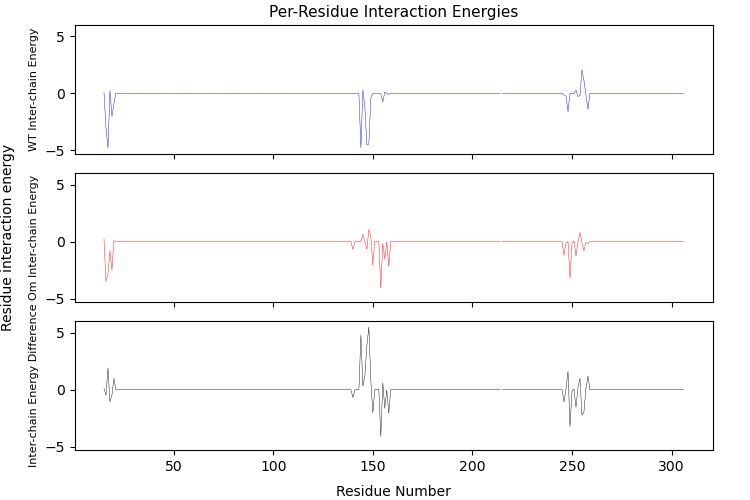 Per-Residue Interaction Energies
Residue interaction energy
WT Inter-chain Energy
5
0
−5
Om Inter-chain Energy
5
0
−5
Inter-chain Energy Difference
5
0
−5
50
100
150
200
250
300
Residue Number